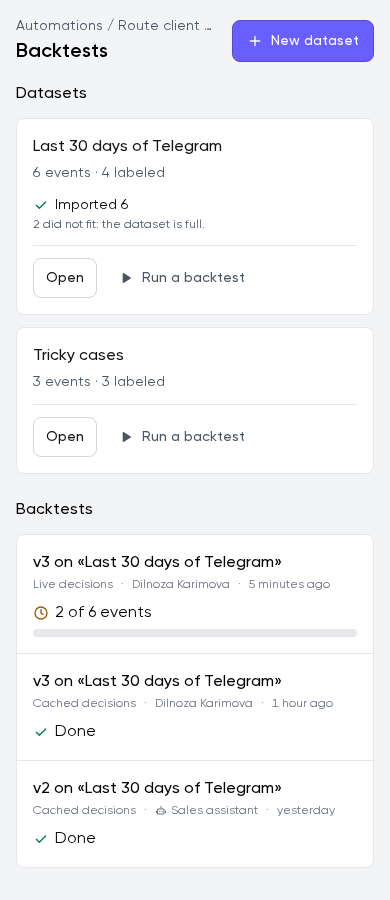 Automations / Route client …
Backtests
New dataset
Datasets
Last 30 days of Telegram
6 events · 4 labeled
Imported 6
2 did not fit: the dataset is full.
Open
Run a backtest
Tricky cases
3 events · 3 labeled
Open
Run a backtest
Backtests
v3 on «Last 30 days of Telegram»
Live decisions · Dilnoza Karimova · 5 minutes ago
2 of 6 events
v3 on «Last 30 days of Telegram»
Cached decisions · Dilnoza Karimova · 1 hour ago
Done
v2 on «Last 30 days of Telegram»
Cached decisions · Sales assistant · yesterday
Done